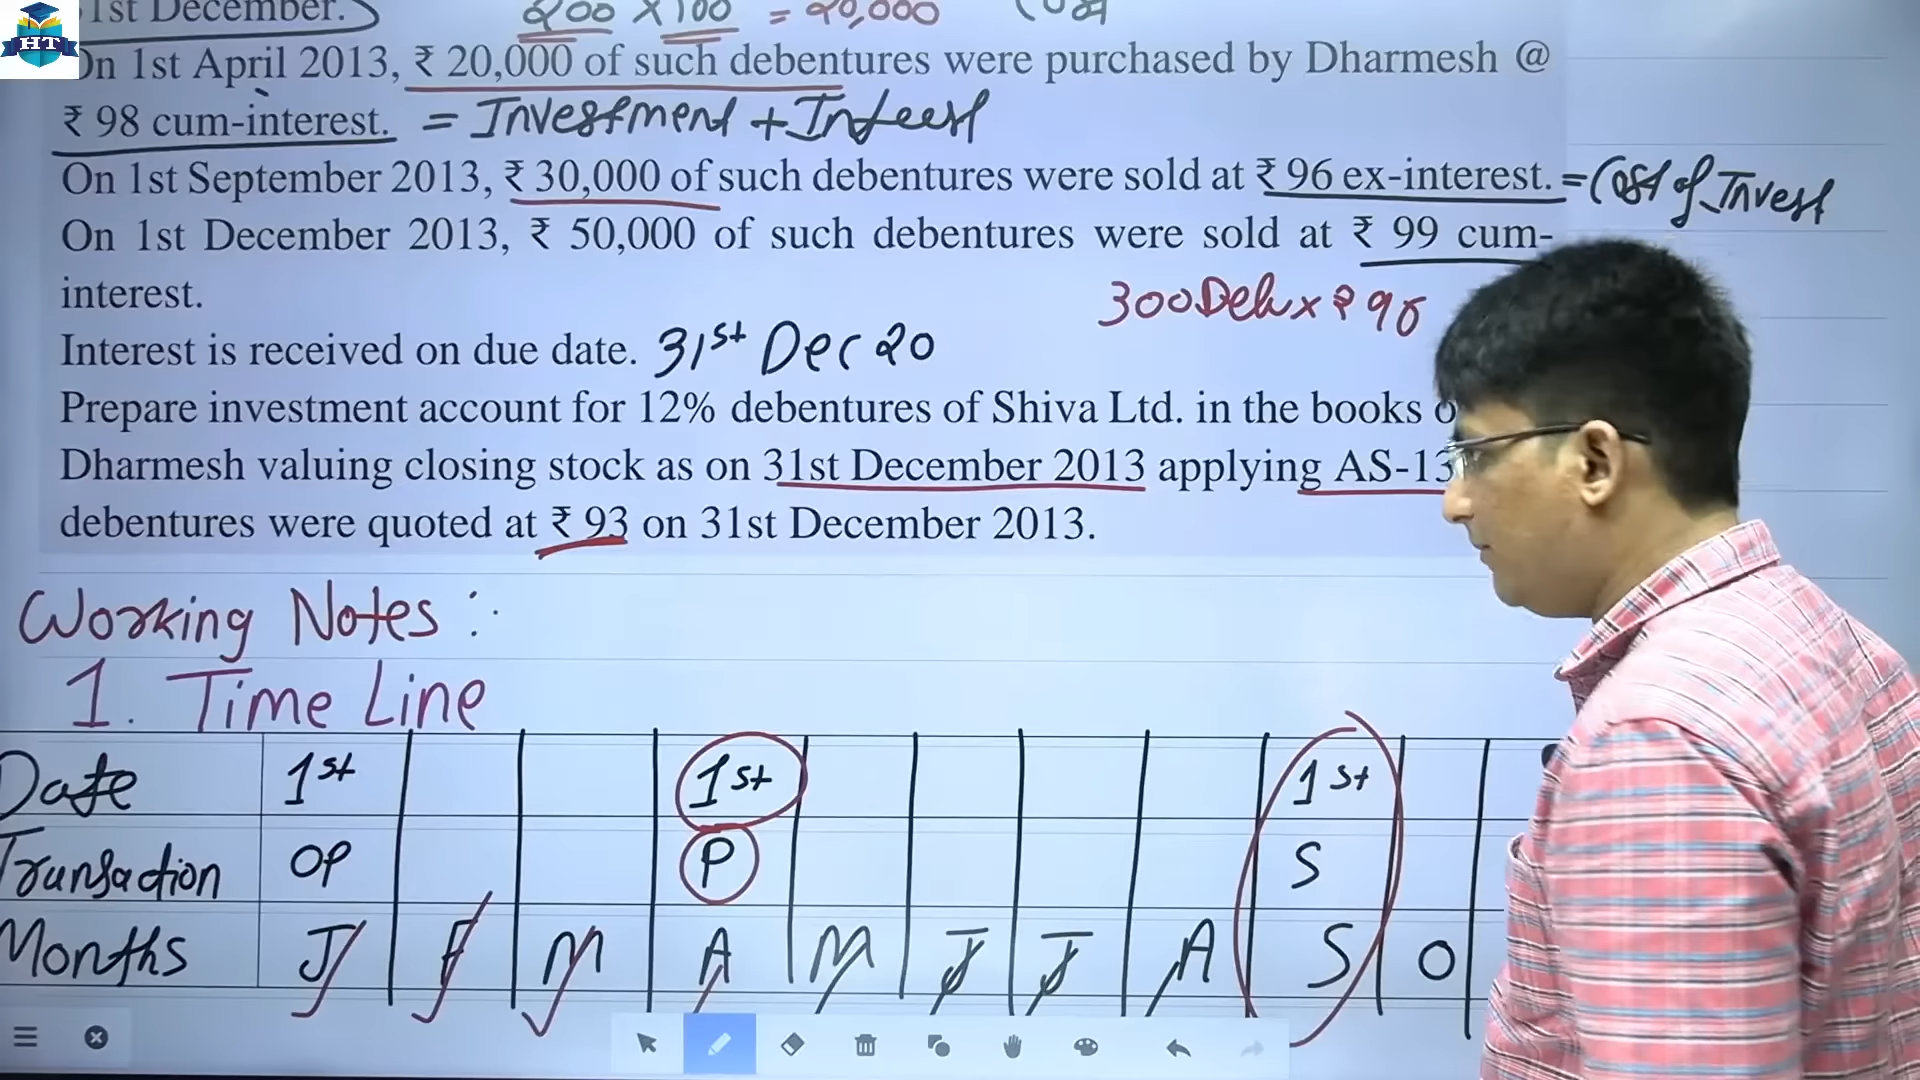 1st December.
200 × 100 = 20,000
HT
On 1st April 2013, ₹ 20,000 of such debentures were purchased by Dharmesh @
₹ 98 cum-interest. = Investment + Inteest
On 1st September 2013, ₹ 30,000 of such debentures were sold at ₹ 96 ex-interest. = Cost of Invest
On 1st December 2013, ₹ 50,000 of such debentures were sold at ₹ 99 cum-
interest.
300 Deb × ₹ 96
Interest is received on due date. 31st Dec 20
Prepare investment account for 12% debentures of Shiva Ltd. in the books
Dharmesh valuing closing stock as on 31st December 2013 applying AS-13
debentures were quoted at ₹ 93 on 31st December 2013.
Working Notes :
1. Time Line
Date 1st 1st 1st
Transaction OP P S
Months J F M A M J J A S O